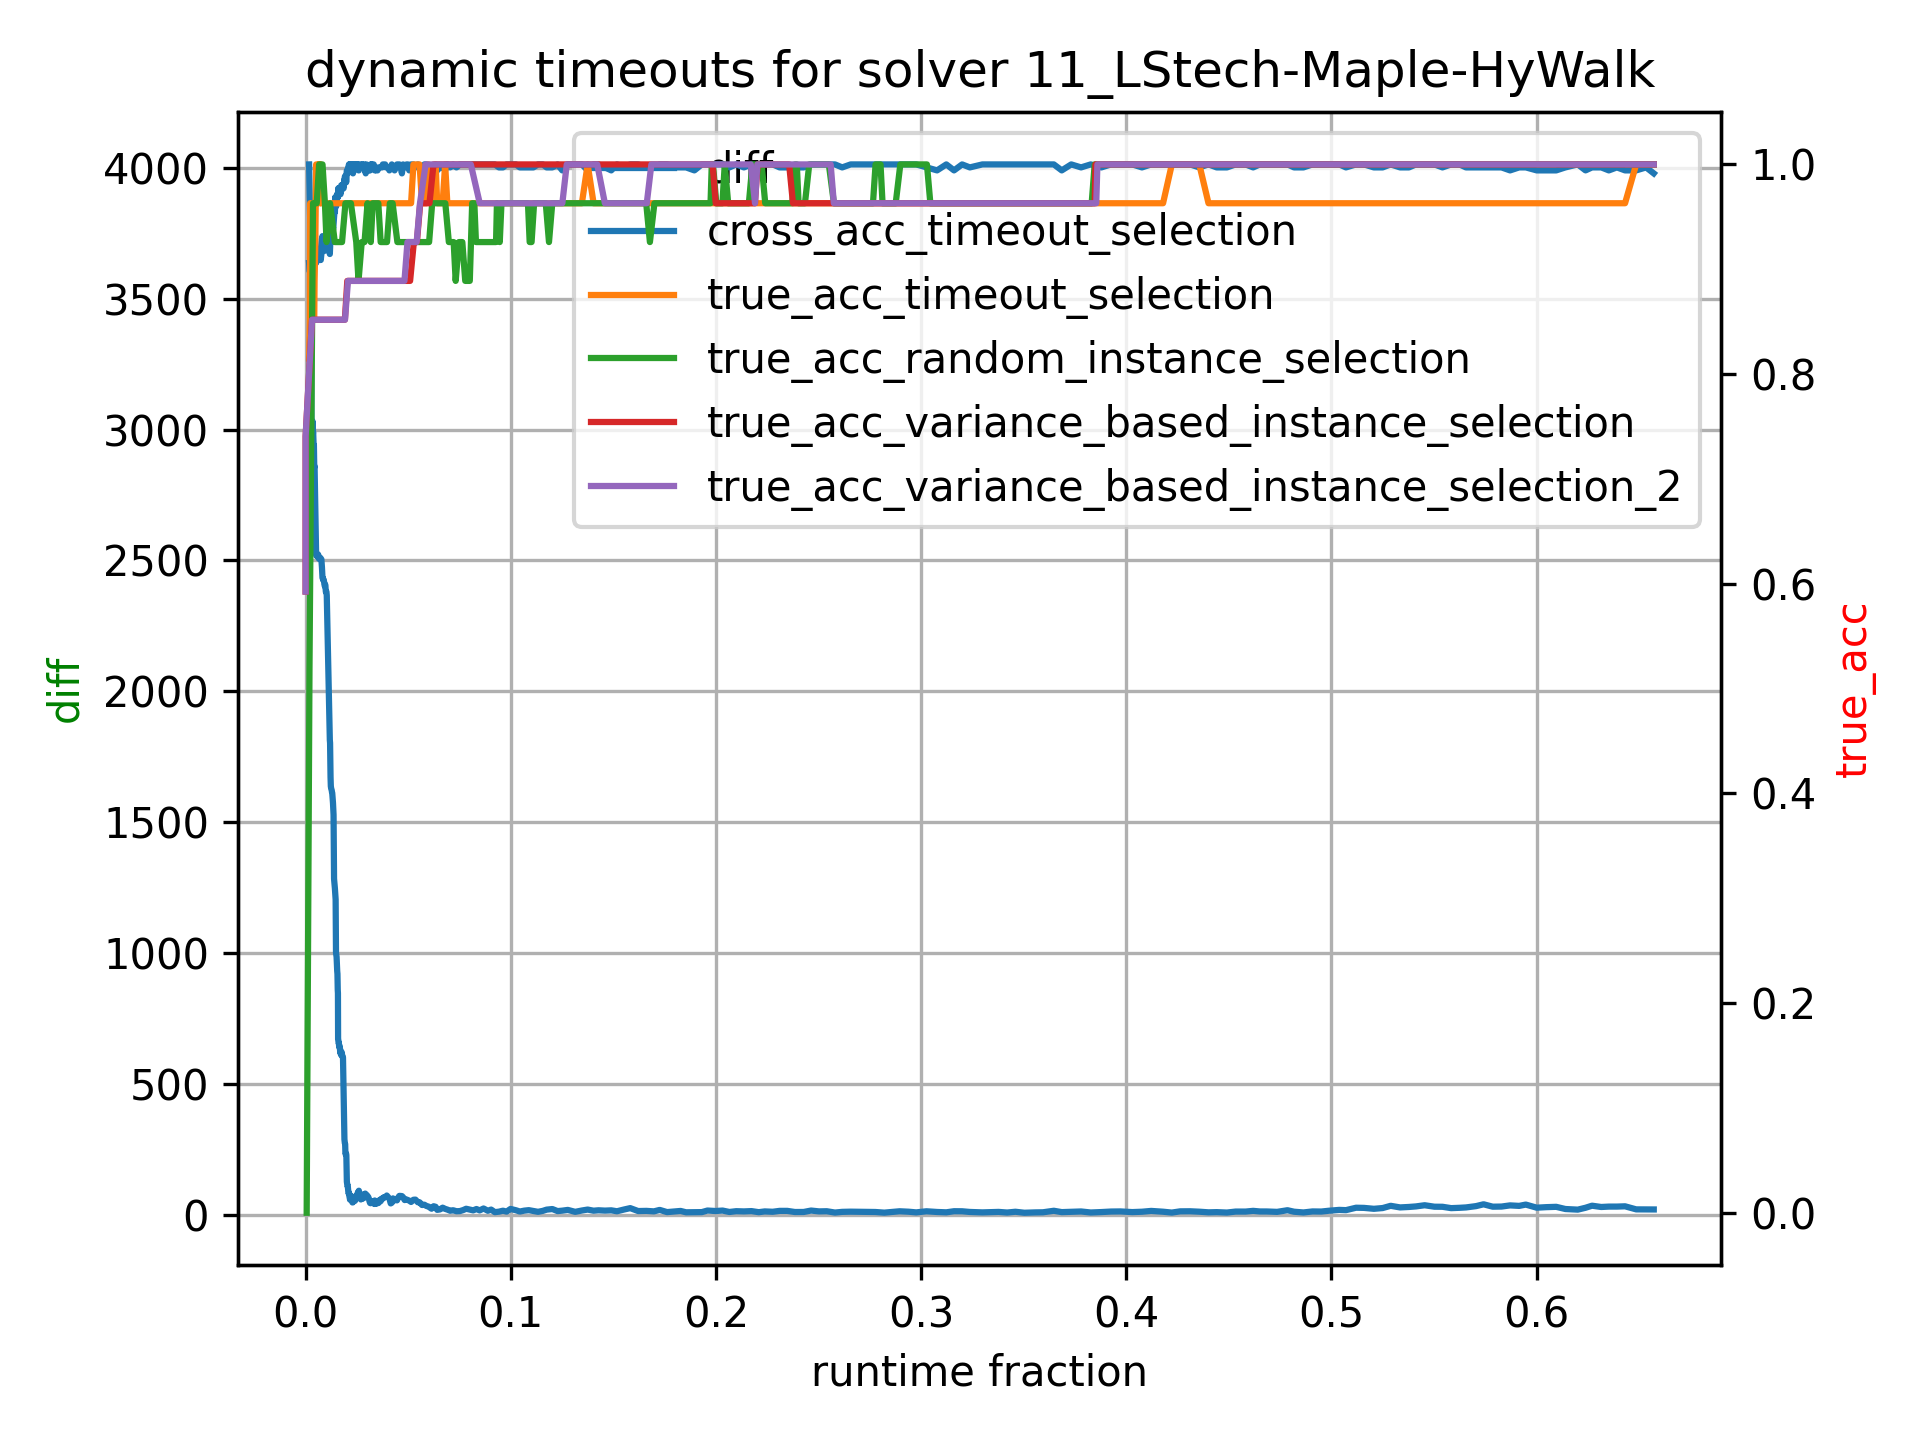 dynamic timeouts for solver 11_LStech-Maple-HyWalk
4000
3500
3000
2500
2000
1500
1000
500
0
diff
1.0
0.8
0.6
0.4
0.2
0.0
true_acc
diff
cross_acc_timeout_selection
true_acc_timeout_selection
true_acc_random_instance_selection
true_acc_variance_based_instance_selection
true_acc_variance_based_instance_selection_2
0.0 0.1 0.2 0.3 0.4 0.5 0.6
runtime fraction